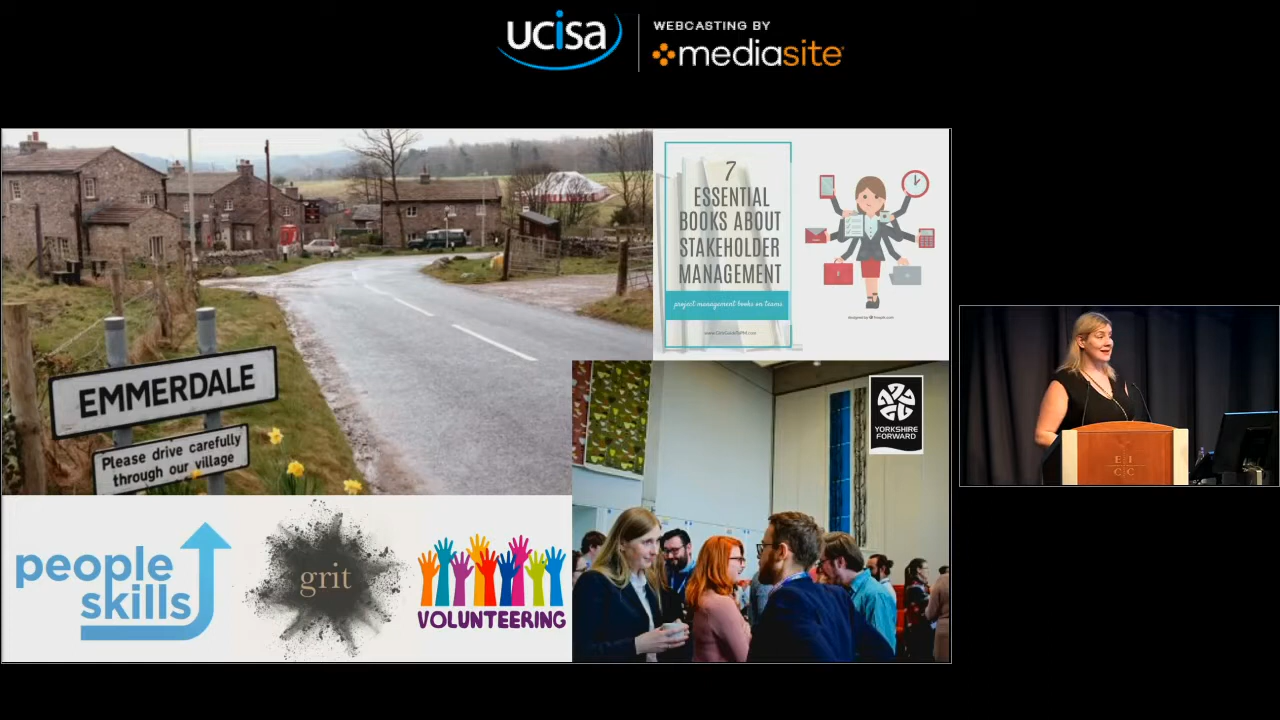 ucisa
WEBCASTING BY
mediasite
7
ESSENTIAL
BOOKS ABOUT
STAKEHOLDER
MANAGEMENT
project management books on teams
EMMERDALE
Please drive carefully
through our village
YORKSHIRE
FORWARD
people
skills
grit
VOLUNTEERING
E I
C C